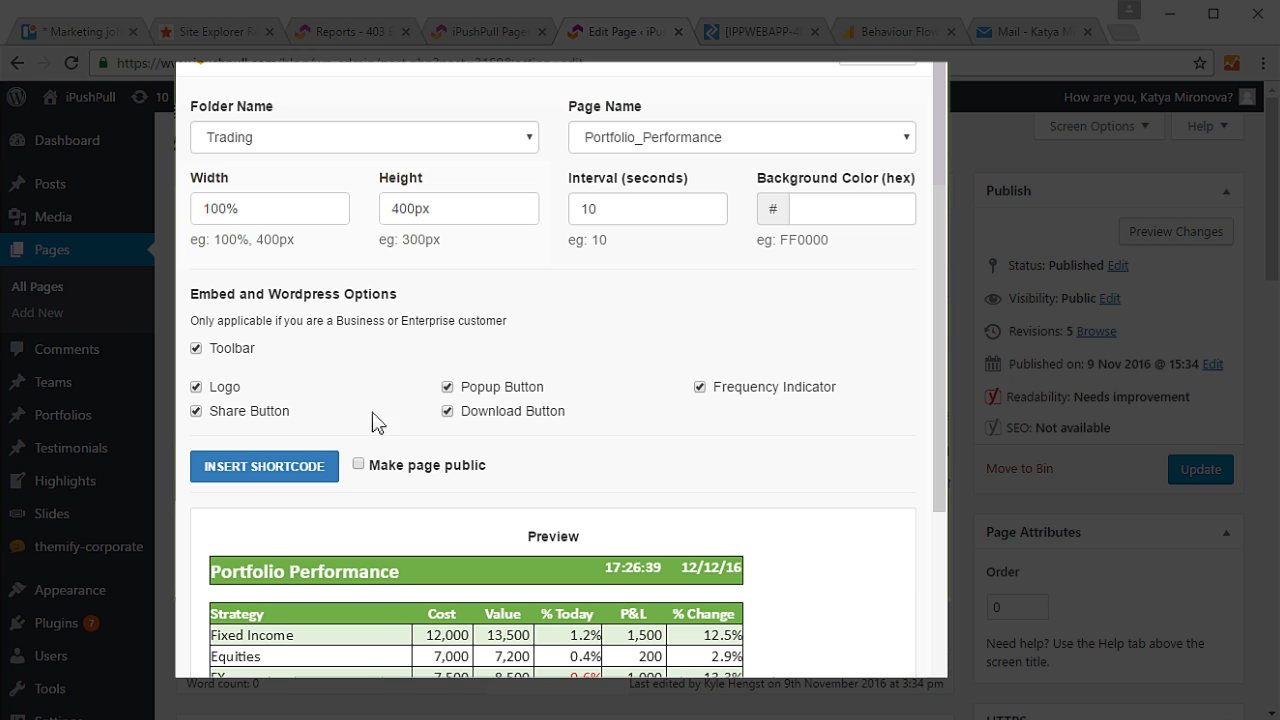 * Marketing jo
Site Explorer R
Reports - 403 E
iPushPull Page
Edit Page ‹ iPu
[IPPWEBAPP-4
Behaviour Flow
Mail - Katya M
iPushPull
10
How are you, Katya Mironova?
Dashboard
Posts
Media
Pages
All Pages
Add New
Comments
Teams
Portfolios
Testimonials
Highlights
Slides
themify-corporate
Appearance
Plugins 7
Users
Tools
Folder Name
Page Name
Trading
Portfolio_Performance
Width
Height
Interval (seconds)
Background Color (hex)
100%
400px
10
#
eg: 100%, 400px
eg: 300px
eg: 10
eg: FF0000
Embed and Wordpress Options
Only applicable if you are a Business or Enterprise customer
Toolbar
Logo
Popup Button
Frequency Indicator
Share Button
Download Button
INSERT SHORTCODE
Make page public
Preview
Portfolio Performance 17:26:39 12/12/16
Strategy Cost Value % Today P&L % Change
Fixed Income 12,000 13,500 1.2% 1,500 12.5%
Equities 7,000 7,200 0.4% 200 2.9%
Word count: 0
Last edited by Kyle Hengst on 9th November 2016 at 3:34 pm
Screen Options
Help
Publish
Preview Changes
Status: Published Edit
Visibility: Public Edit
Revisions: 5 Browse
Published on: 9 Nov 2016 @ 15:34 Edit
Readability: Needs improvement
SEO: Not available
Move to Bin
Update
Page Attributes
Order
0
Need help? Use the Help tab above the
screen title.